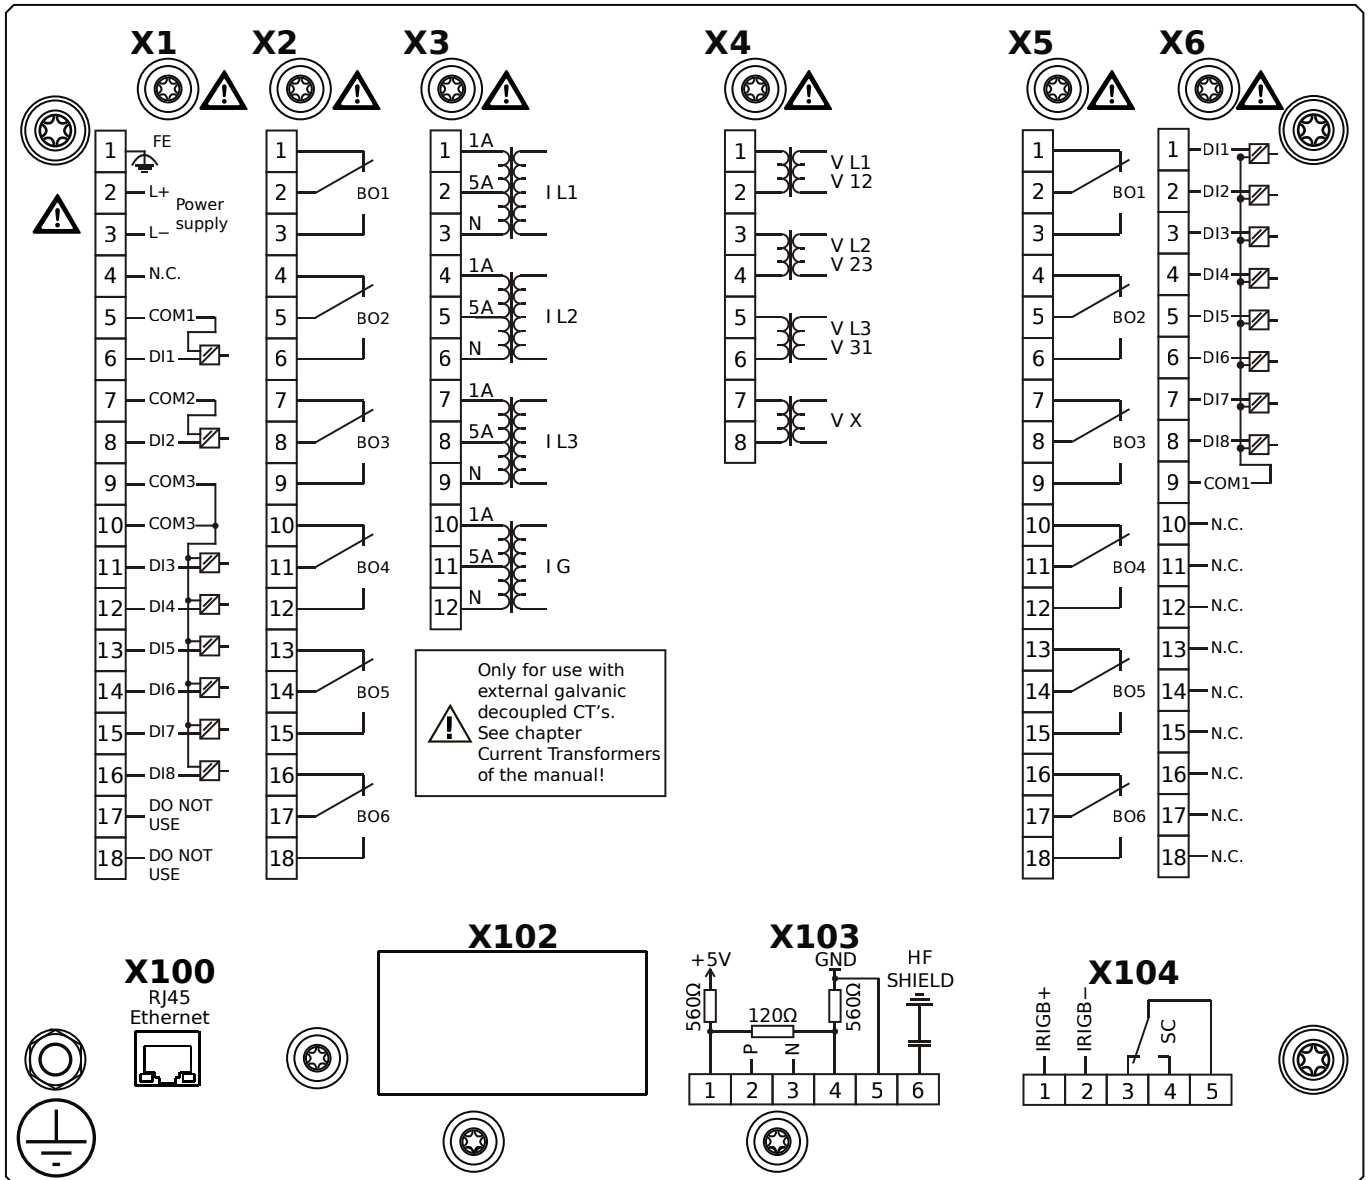 X1
X2
X3
X4
X5
X6
1 FE
2 L+
Power
supply
3 L−
4 N.C.
5 COM1
6 DI1
7 COM2
8 DI2
9 COM3
10 COM3
11 DI3
12 DI4
13 DI5
14 DI6
15 DI7
16 DI8
17 DO NOT
USE
18 DO NOT
USE
1
2 BO1
3
4
5 BO2
6
7
8 BO3
9
10
11 BO4
12
13
14 BO5
15
16
17 BO6
18
1 1A
2 5A I L1
3 N
4 1A
5 5A I L2
6 N
7 1A
8 5A I L3
9 N
10 1A
11 5A I G
12 N
Only for use with
external galvanic
decoupled CT's.
See chapter
Current Transformers
of the manual!
1 V L1
2 V 12
3 V L2
4 V 23
5 V L3
6 V 31
7 V X
8
1
2 BO1
3
4
5 BO2
6
7
8 BO3
9
10
11 BO4
12
13
14 BO5
15
16
17 BO6
18
1 DI1
2 DI2
3 DI3
4 DI4
5 DI5
6 DI6
7 DI7
8 DI8
9 COM1
10 N.C.
11 N.C.
12 N.C.
13 N.C.
14 N.C.
15 N.C.
16 N.C.
17 N.C.
18 N.C.
X100
RJ45
Ethernet
X102
X103
+5V GND HF
SHIELD
560Ω 120Ω 560Ω
P N
1 2 3 4 5 6
X104
IRIGB+ IRIGB− SC
1 2 3 4 5